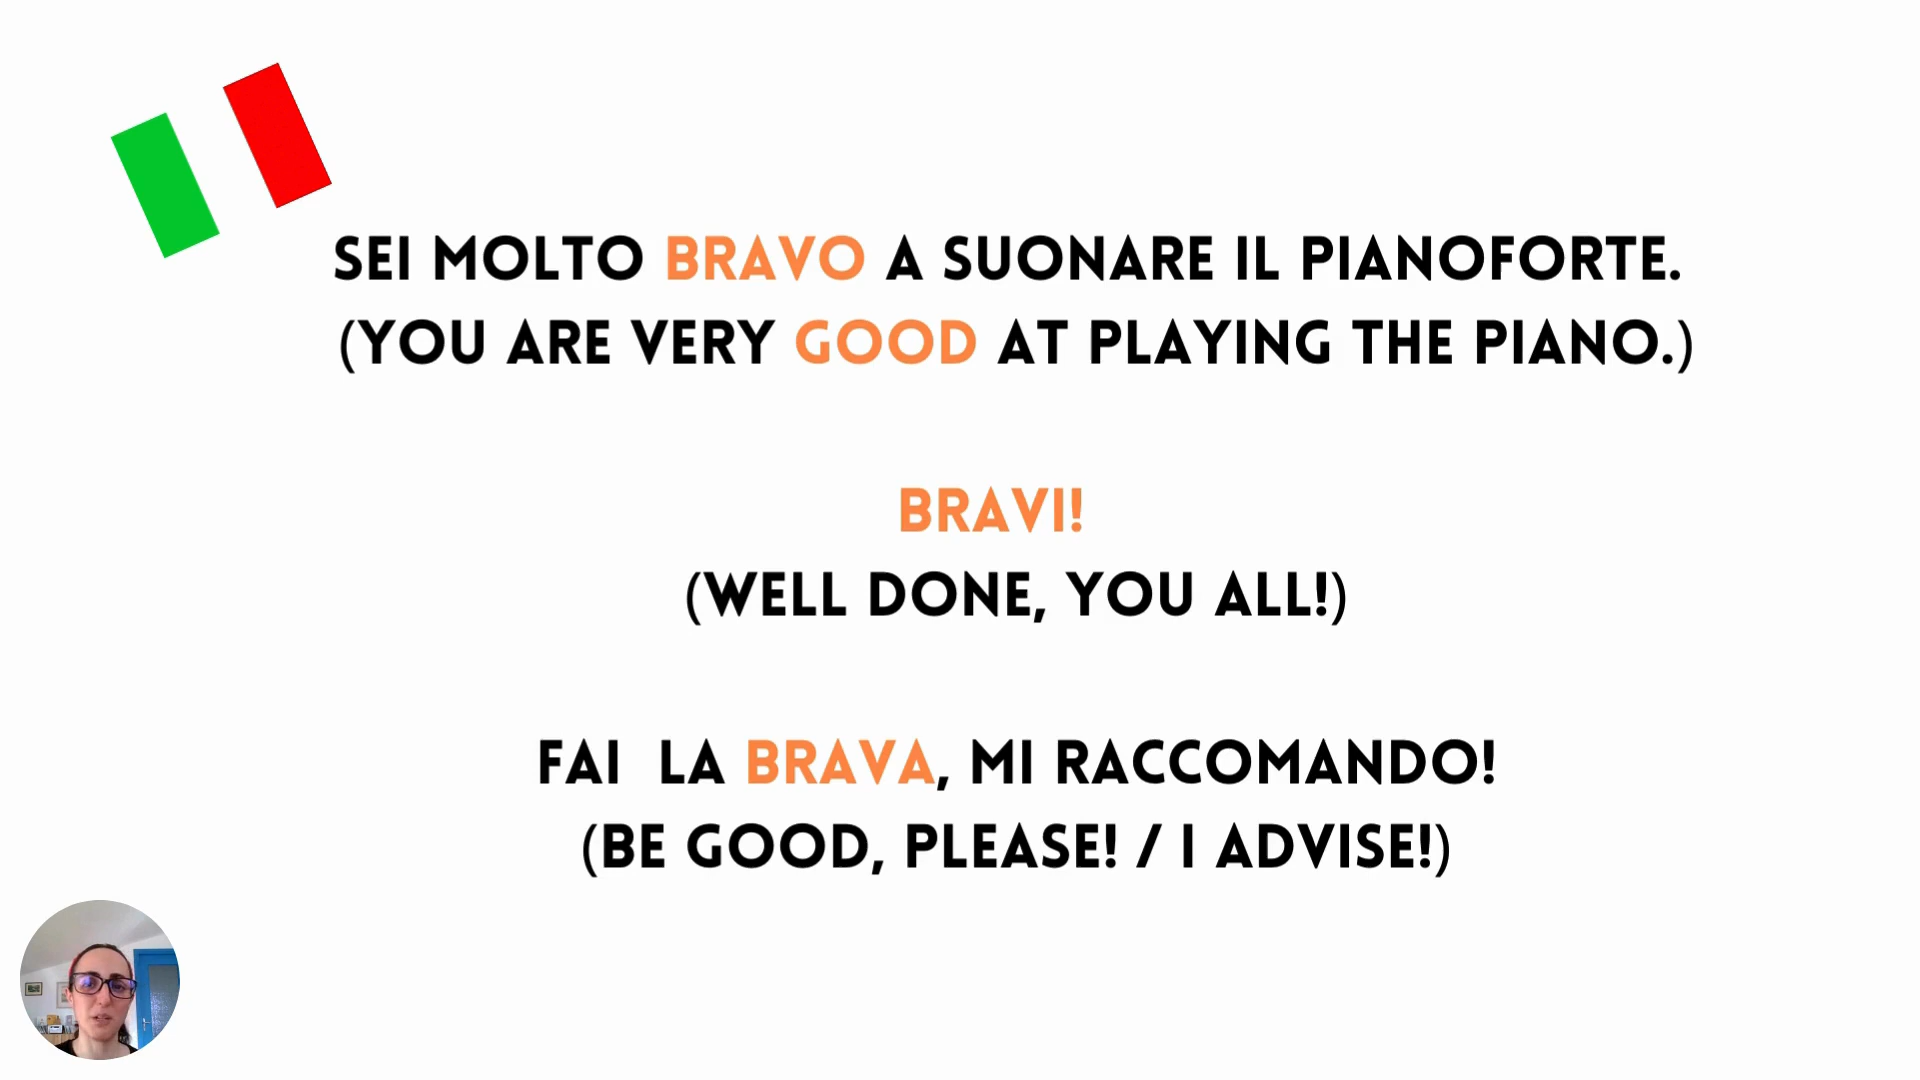 SEI MOLTO BRAVO A SUONARE IL PIANOFORTE.
(YOU ARE VERY GOOD AT PLAYING THE PIANO.)
BRAVI!
(WELL DONE, YOU ALL!)
FAI LA BRAVA, MI RACCOMANDO!
(BE GOOD, PLEASE! / I ADVISE!)